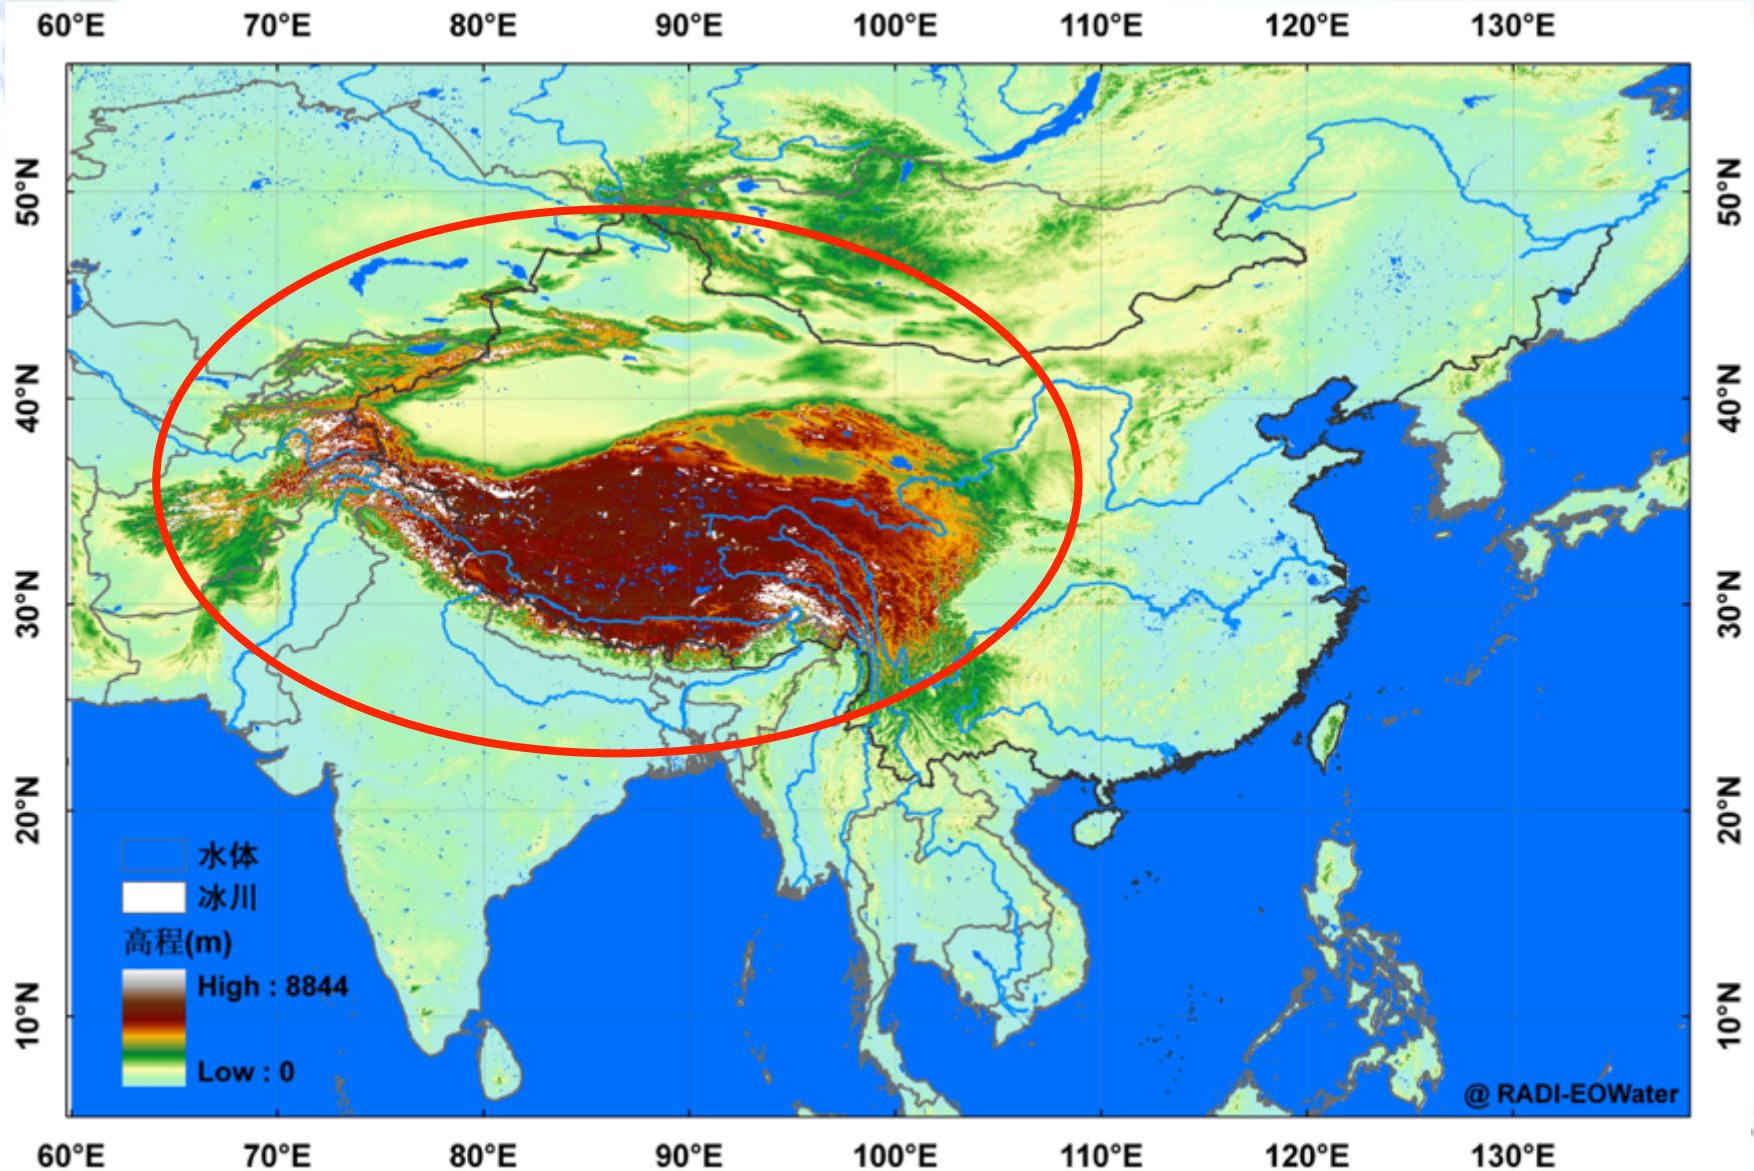 60°E 70°E 80°E 90°E 100°E 110°E 120°E 130°E
50°N 50°N
40°N 40°N
30°N 30°N
20°N 20°N
10°N 10°N
水体
冰川
高程(m)
High : 8844
Low : 0
@ RADI-EOWater
60°E 70°E 80°E 90°E 100°E 110°E 120°E 130°E